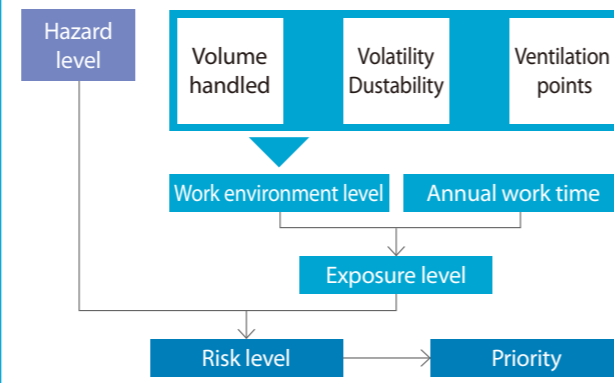 Hazard
level
Volume
handled
Volatility
Dustability
Ventilation
points
Work environment level
Annual work time
Exposure level
Risk level
Priority